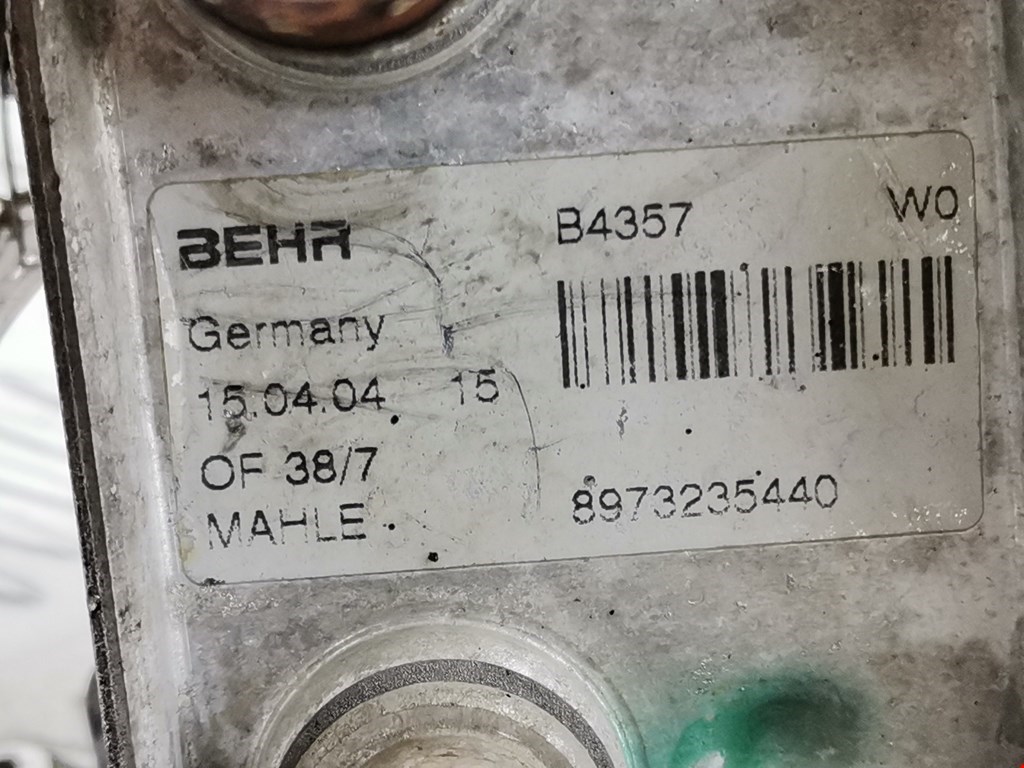 BEHR
Germany
15.04.04 15
OF 38/7
MAHLE
B4357 W0
8973235440